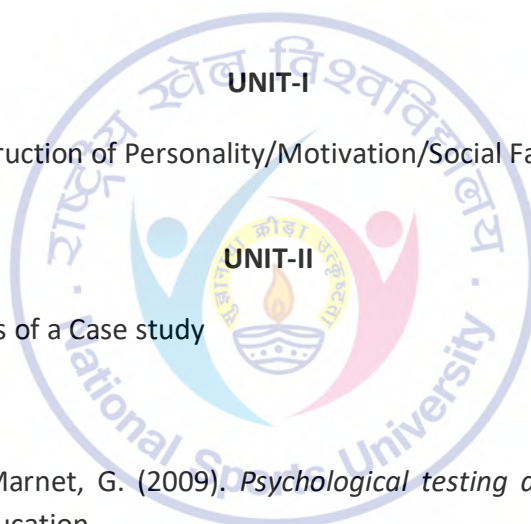 UNIT-I
ruction of Personality/Motivation/Social Fa
UNIT-II
s of a Case study
Marnet, G. (2009). Psychological testing a
ucation
राष्ट्रीय खेल विश्वविद्यालय
क्रीड़ा
National Sports University